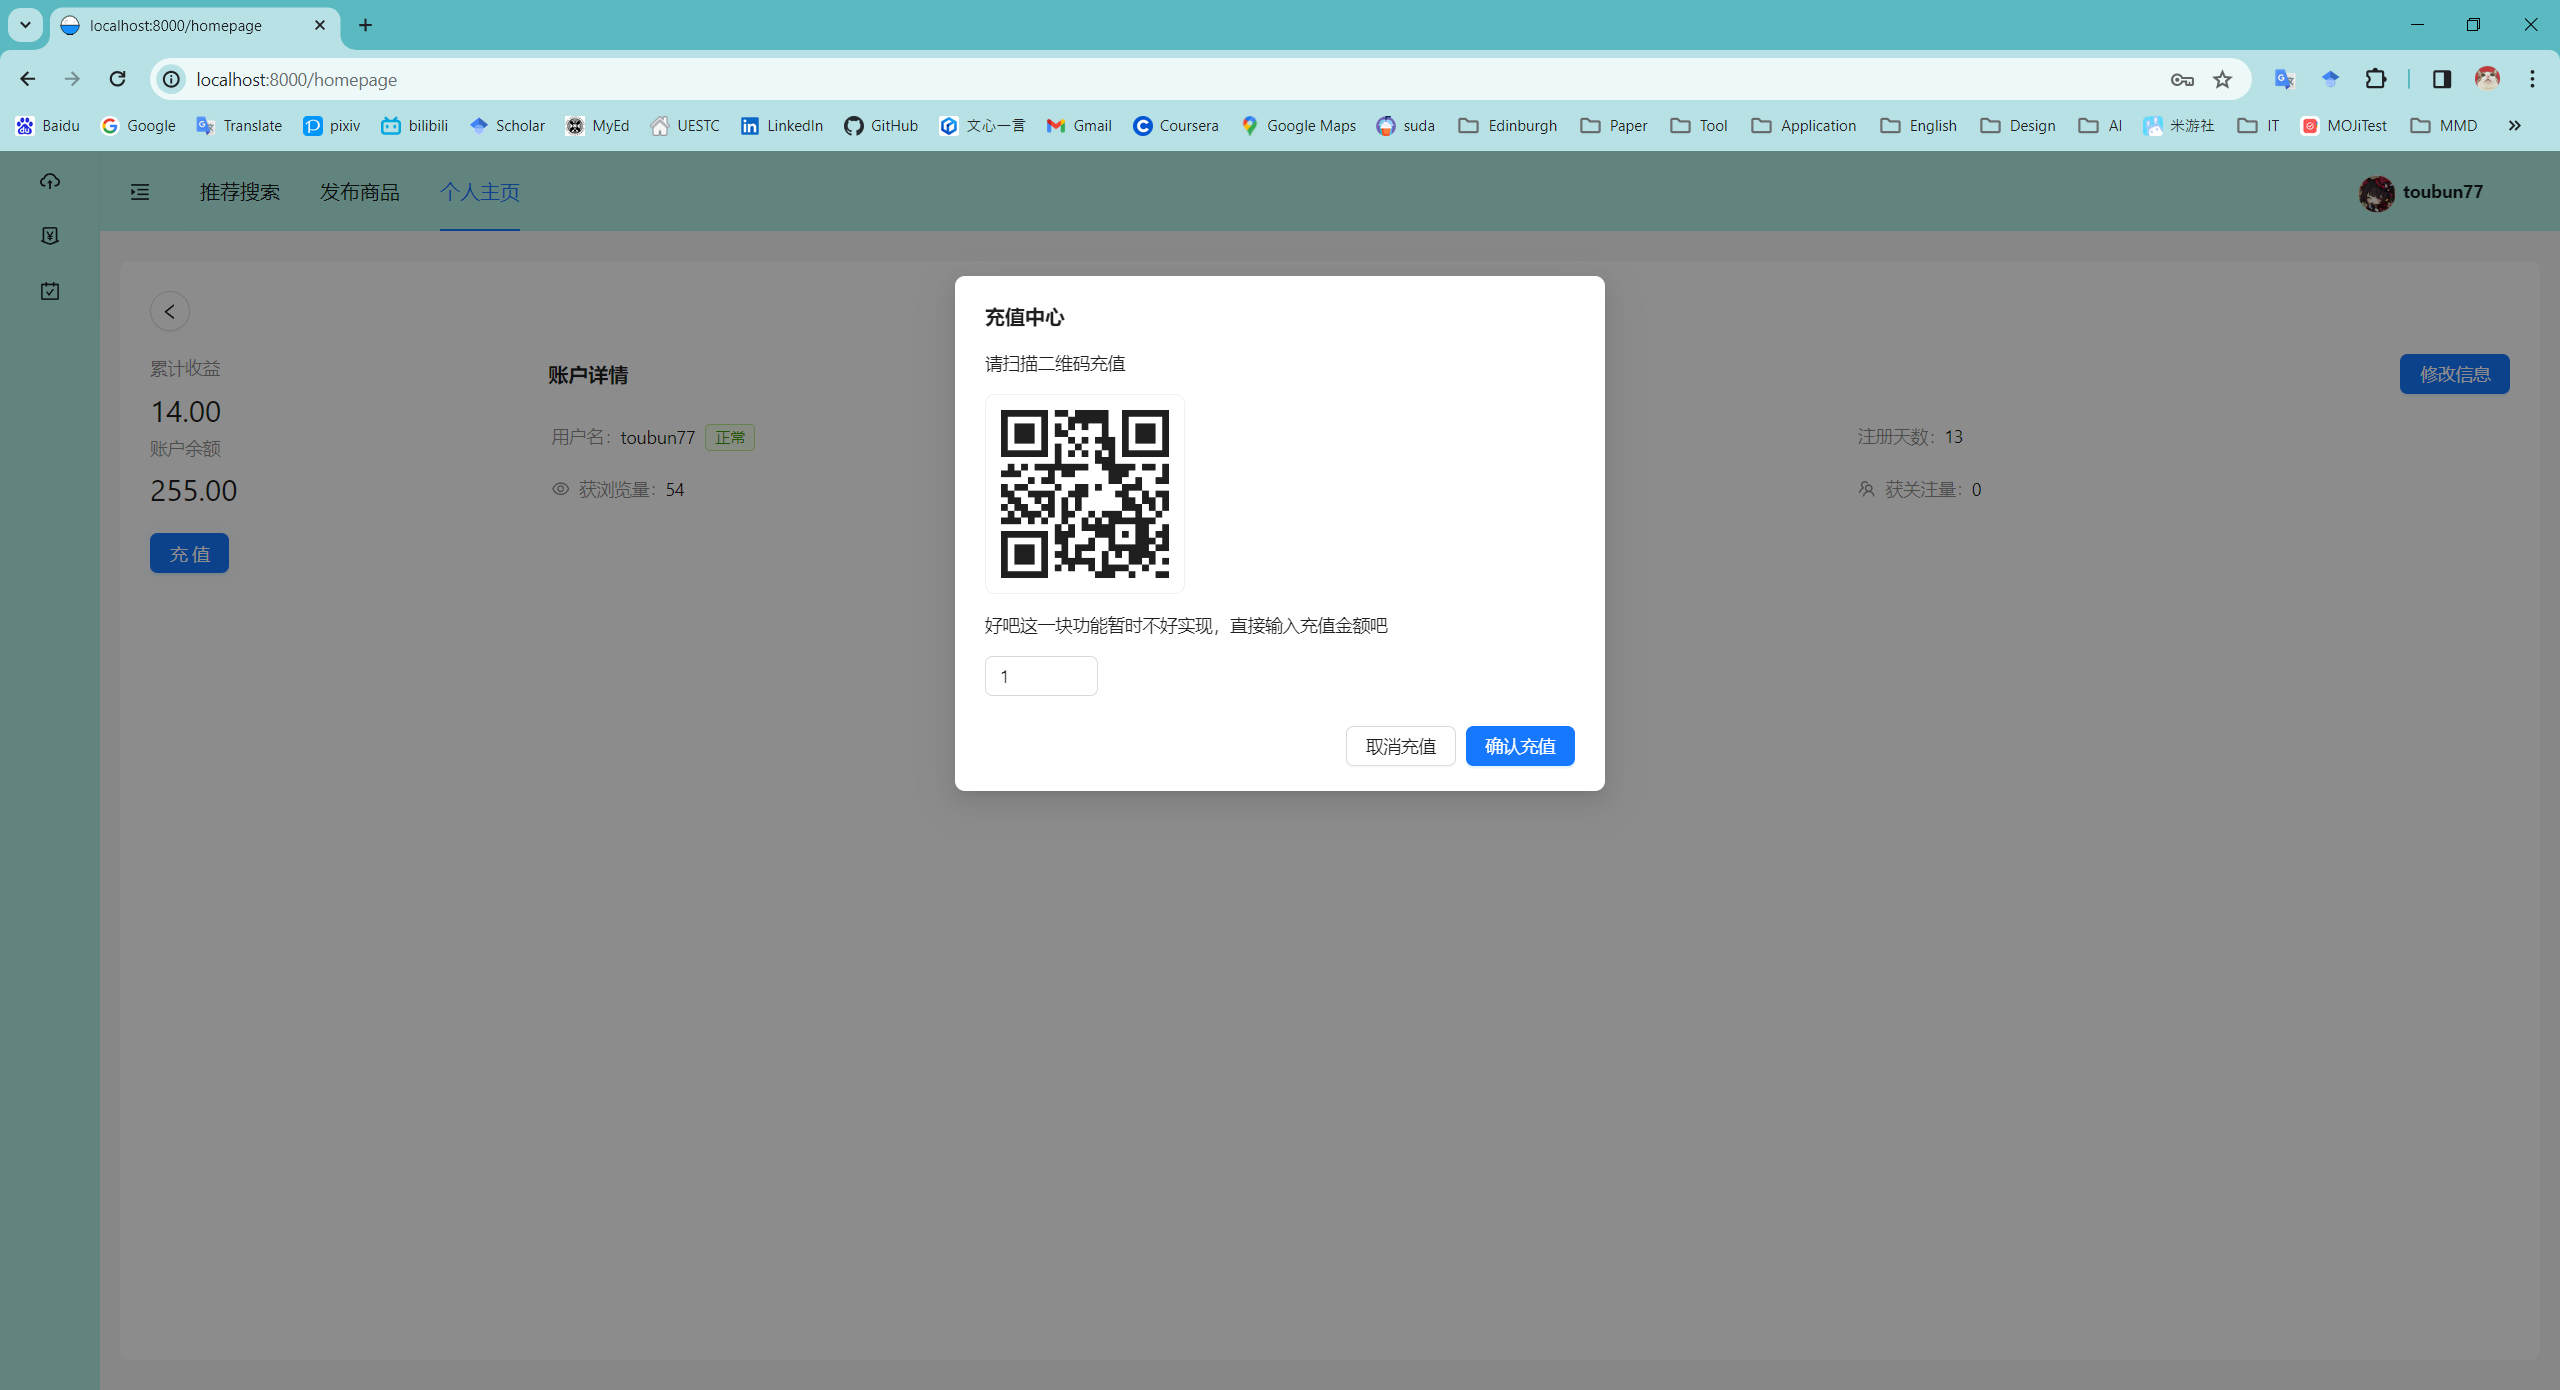 localhost:8000/homepage
localhost:8000/homepage
Baidu Google Translate pixiv bilibili Scholar MyEd UESTC LinkedIn GitHub 文心一言 Gmail Coursera Google Maps suda Edinburgh Paper Tool Application English Design AI 米游社 IT MOJiTest MMD
推荐搜索 发布商品 个人主页 toubun77
充值中心
请扫描二维码充值
好吧这一块功能暂时不好实现，直接输入充值金额吧
1
取消充值 确认充值
累计收益
14.00
账户余额
255.00
充 值
账户详情
修改信息
用户名： toubun77 正常
注册天数： 13
获浏览量： 54
获关注量： 0